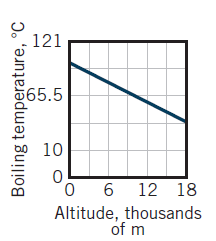 Boiling temperature, °C
121
65.5
10
0
0 6 12 18
Altitude, thousands
of m